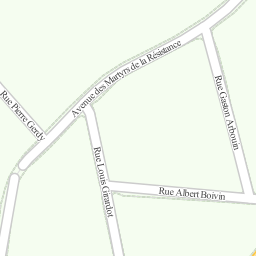 Avenue des Martyrs de la Résistance
Rue Pierre Gerdy
Rue Gaston Arbouin
Rue Louis Girardot
Rue Albert Boivin